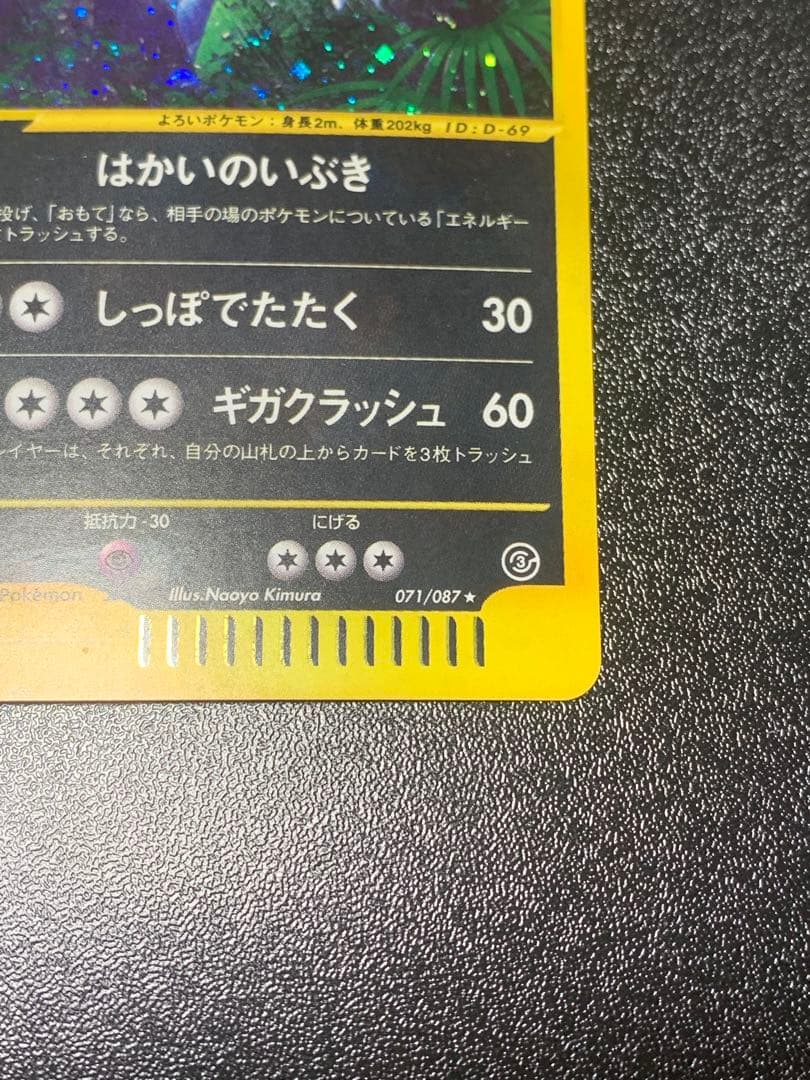 よろいポケモン：身長2m、体重202kg ID:D-69
はかいのいぶき
投げ、「おもて」なら、相手の場のポケモンについている「エネルギー
トラッシュする。
しっぽでたたく 30
ギガクラッシュ 60
イヤーは、それぞれ、自分の山札の上からカードを3枚トラッシュ
抵抗力 -30 にげる
3
Pokémon Illus.Naoyo Kimura 071/087★